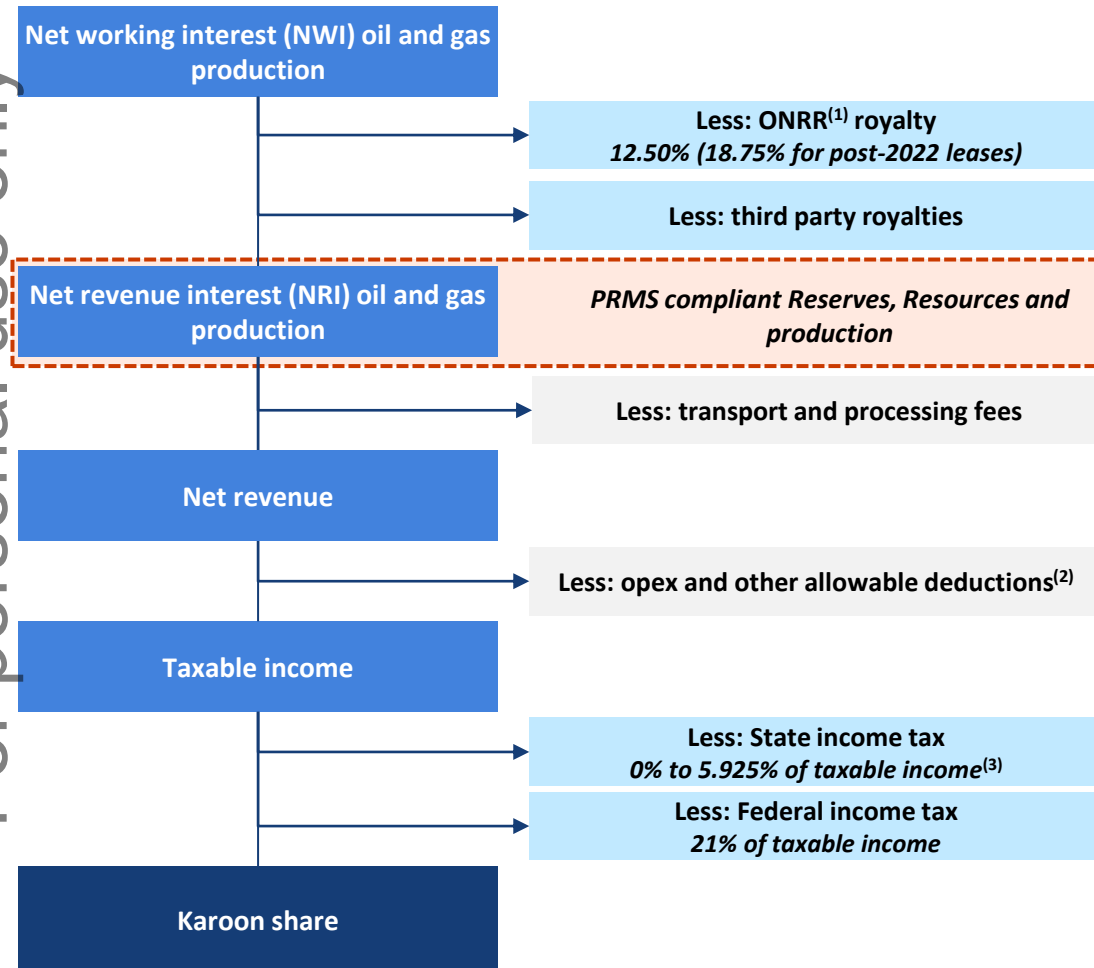 Net working interest (NWI) oil and gas
production
Less: ONRR(1) royalty
12.50% (18.75% for post-2022 leases)
Less: third party royalties
Net revenue interest (NRI) oil and gas
production
PRMS compliant Reserves, Resources and
production
Less: transport and processing fees
Net revenue
Less: opex and other allowable deductions(2)
Taxable income
Less: State income tax
0% to 5.925% of taxable income(3)
Less: Federal income tax
21% of taxable income
Karoon share